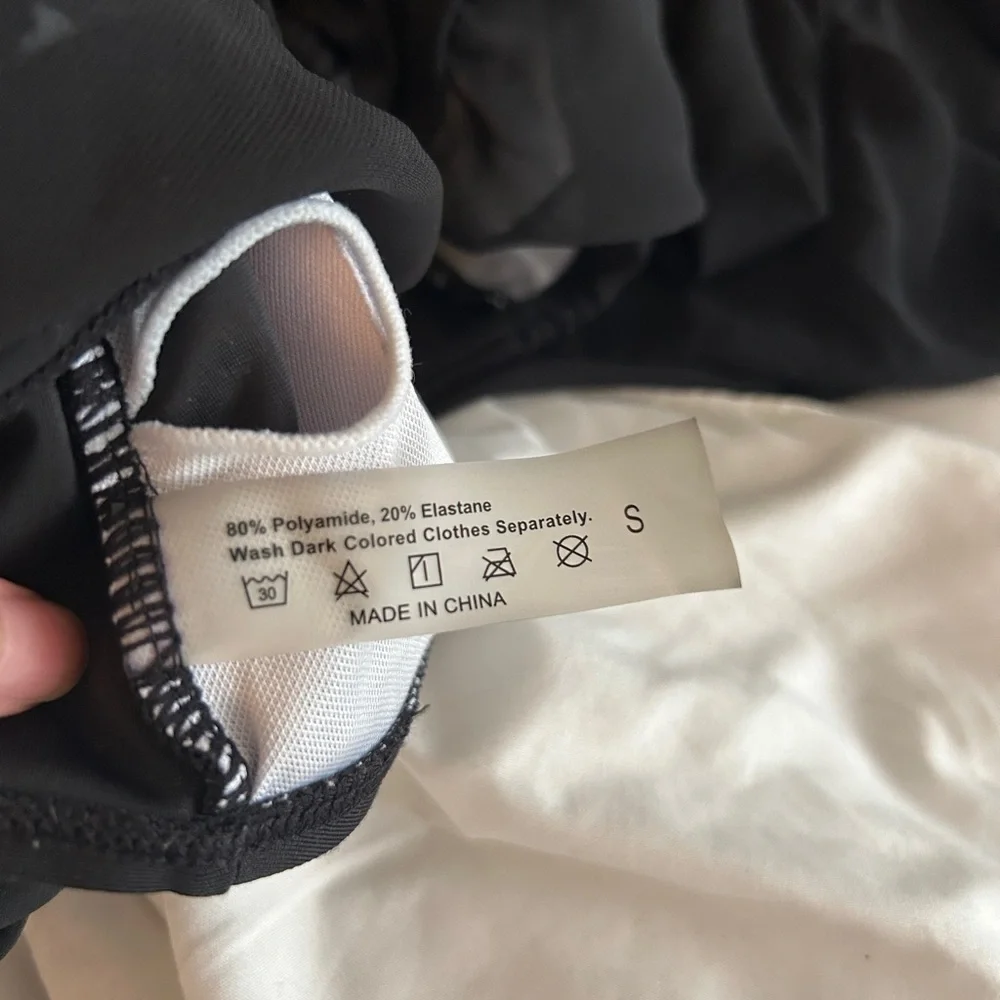 80% Polyamide, 20% Elastane
Wash Dark Colored Clothes Separately.
S
30
MADE IN CHINA